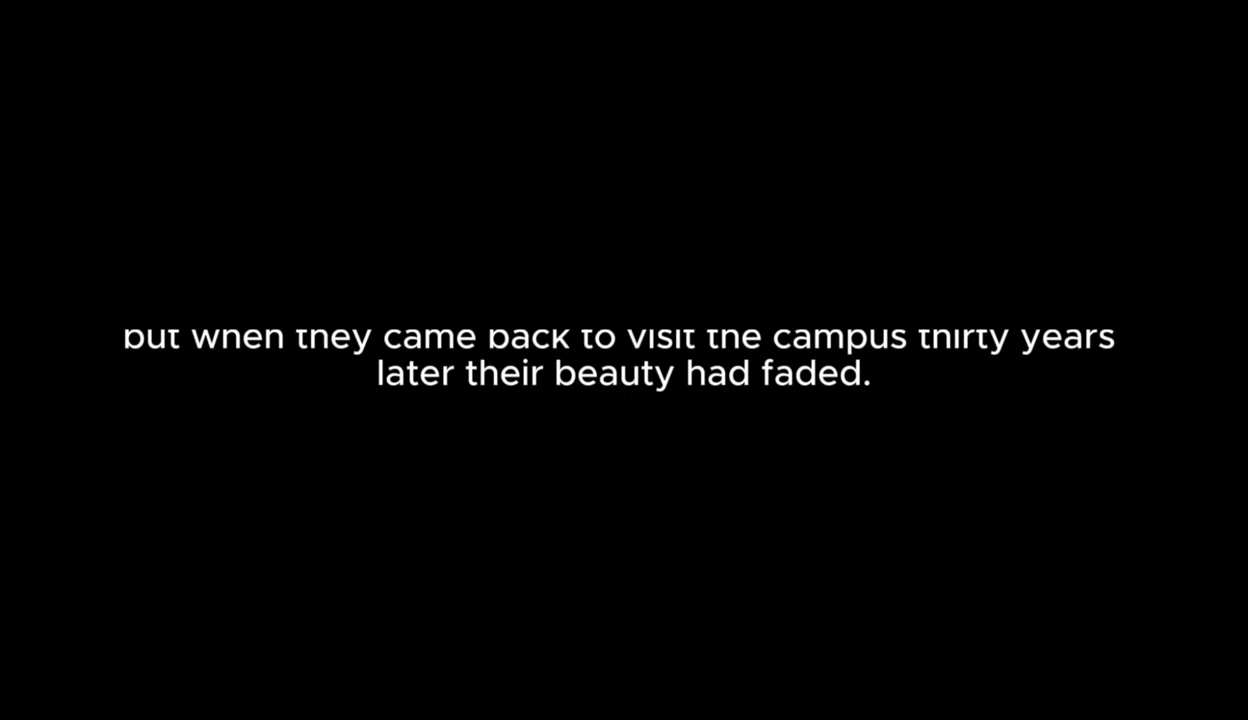 but when they came back to visit the campus thirty years
later their beauty had faded.